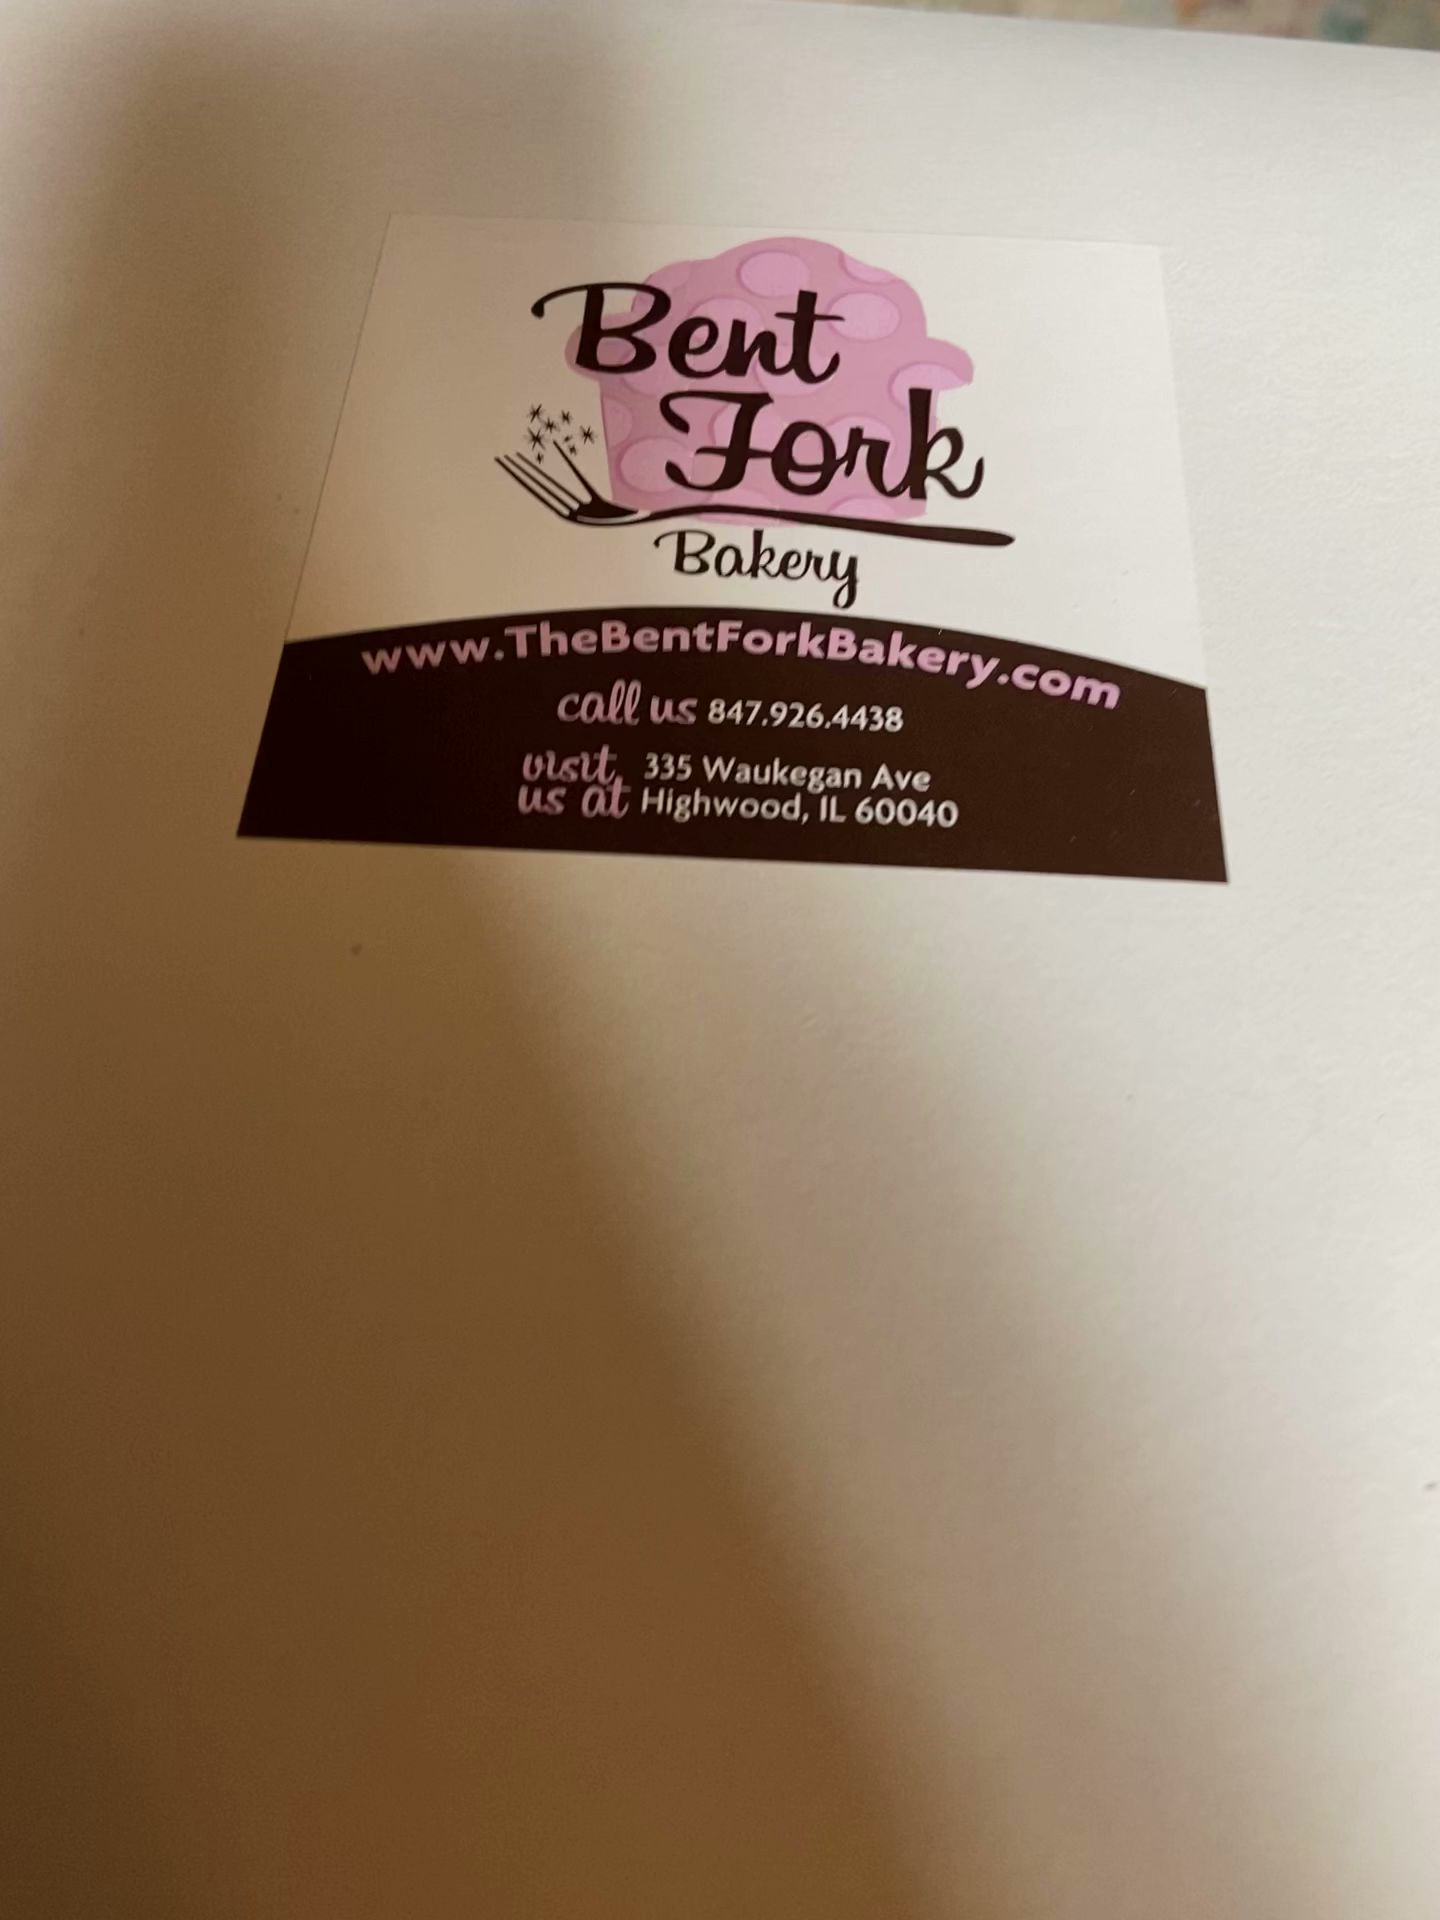 Bent
Fork
Bakery
www.TheBentForkBakery.com
call us 847.926.4438
visit 335 Waukegan Ave
us at Highwood, IL 60040